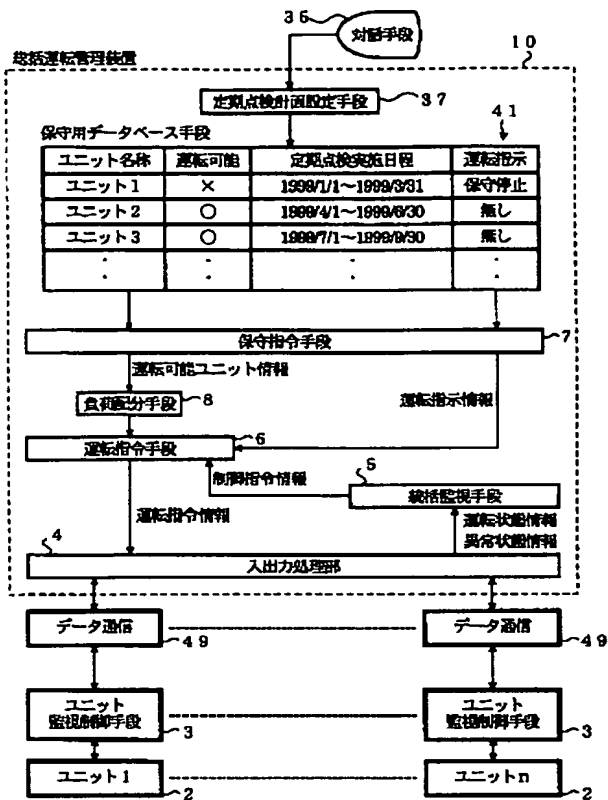 36
対話手段
10
総括運転管理装置
定期点検計画設定手段
37
41
保守用データベース手段
ユニット名称 運転可能 定期点検実施日程 運転指示
ユニット1 × 1999/1/1〜1999/3/31 保守停止
ユニット2 ○ 1999/4/1〜1999/6/30 無し
ユニット3 ○ 1999/7/1〜1999/9/30 無し
: : : :
保守指令手段
7
運転可能ユニット情報
負荷配分手段
8
運転指示情報
6
運転指令手段
制御指令情報
5
統括監視手段
運転指令情報
運転状態情報
異常状態情報
4
入出力処理部
データ通信
49
データ通信
49
ユニット
監視制御手段
3
ユニット
監視制御手段
3
ユニット1
2
ユニットn
2